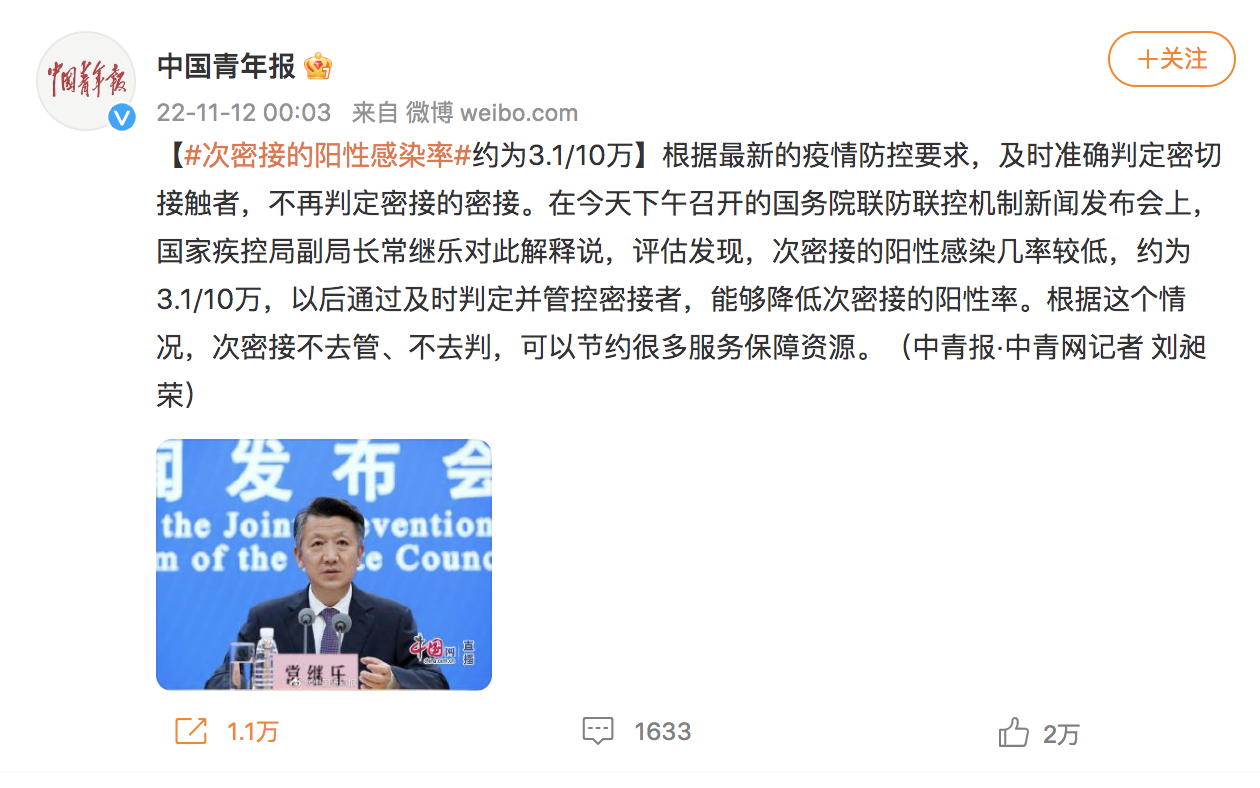 中国青年报
中国青年报
+关注
22-11-12 00:03 来自 微博 weibo.com
【#次密接的阳性感染率#约为3.1/10万】根据最新的疫情防控要求，及时准确判定密切
接触者，不再判定密接的密接。在今天下午召开的国务院联防联控机制新闻发布会上，
国家疾控局副局长常继乐对此解释说，评估发现，次密接的阳性感染几率较低，约为
3.1/10万，以后通过及时判定并管控密接者，能够降低次密接的阳性率。根据这个情
况，次密接不去管、不去判，可以节约很多服务保障资源。（中青报·中青网记者 刘昶
荣）
闻发布会
the Join evention
m of the te Counc
中国网
china.com.cn
直播
常继乐
1.1万
1633
2万